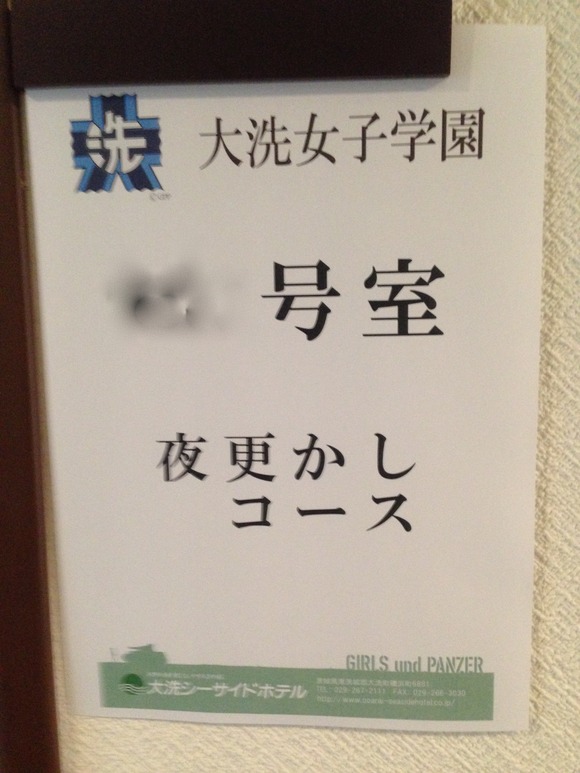 洗
大洗女子学園
号室
夜更かし
コース
GIRLS und PANZER
大洗シーサイドホテル